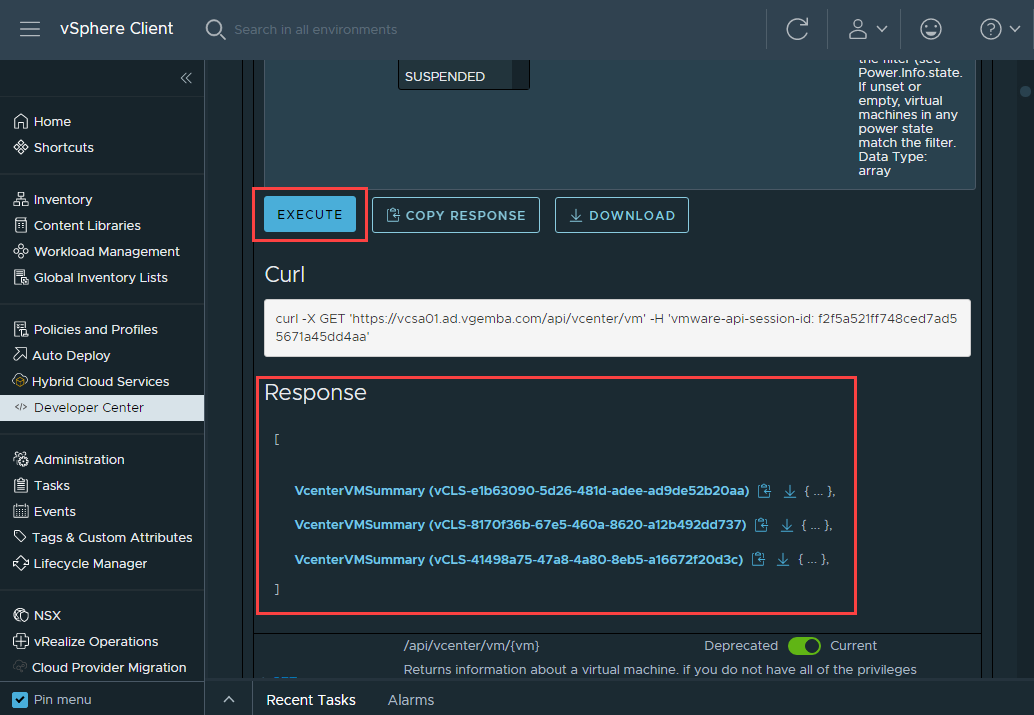 vSphere Client
Search in all environments
Home
Shortcuts
Inventory
Content Libraries
Workload Management
Global Inventory Lists
Policies and Profiles
Auto Deploy
Hybrid Cloud Services
</> Developer Center
Administration
Tasks
Events
Tags & Custom Attributes
Lifecycle Manager
NSX
vRealize Operations
Cloud Provider Migration
Pin menu
SUSPENDED
the filter (see
Power.Info.state.
If unset or
empty, virtual
machines in any
power state
match the filter.
Data Type:
array
EXECUTE
COPY RESPONSE
DOWNLOAD
Curl
curl -X GET 'https://vcsa01.ad.vgemba.com/api/vcenter/vm' -H 'vmware-api-session-id: f2f5a521ff748ced7ad5
5671a45dd4aa'
Response
[
VcenterVMSummary (vCLS-e1b63090-5d26-481d-adee-ad9de52b20aa) { ... },
VcenterVMSummary (vCLS-8170f36b-67e5-460a-8620-a12b492dd737) { ... },
VcenterVMSummary (vCLS-41498a75-47a8-4a80-8eb5-a16672f20d3c) { ... },
]
/api/vcenter/vm/{vm}
Deprecated
Current
Returns information about a virtual machine. if you do not have all of the privileges
Recent Tasks
Alarms